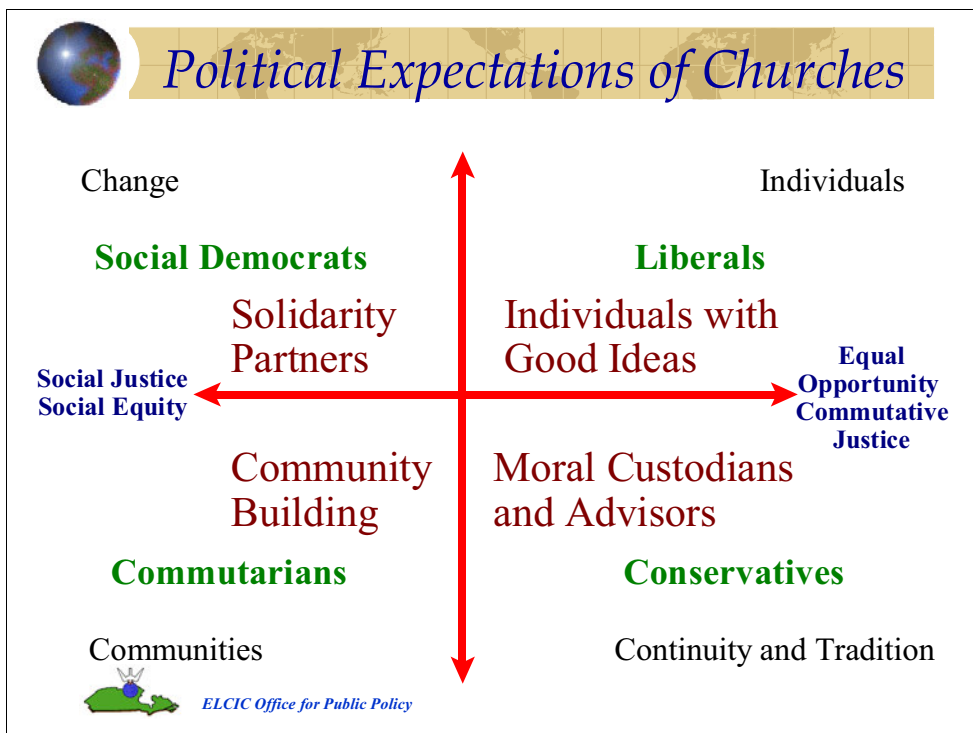 Political Expectations of Churches
Change
Individuals
Social Democrats
Liberals
Solidarity
Partners
Individuals with
Good Ideas
Social Justice
Social Equity
Equal
Opportunity
Commutative
Justice
Community
Building
Moral Custodians
and Advisors
Commutarians
Conservatives
Communities
Continuity and Tradition
ELCIC Office for Public Policy